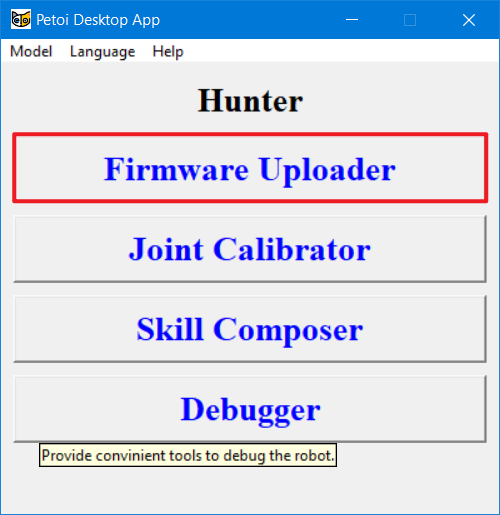 Petoi Desktop App
Model Language Help
Hunter
Firmware Uploader
Joint Calibrator
Skill Composer
Debugger
Provide convinient tools to debug the robot.